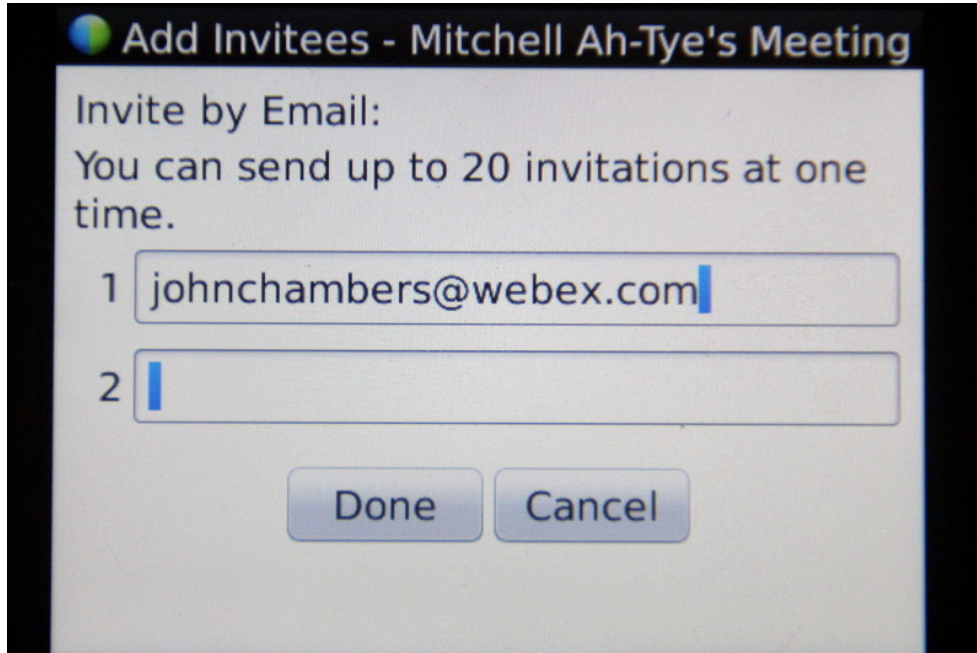 Add Invitees - Mitchell Ah-Tye's Meeting
Invite by Email:
You can send up to 20 invitations at one
time.
1 johnchambers@webex.com
2
Done Cancel